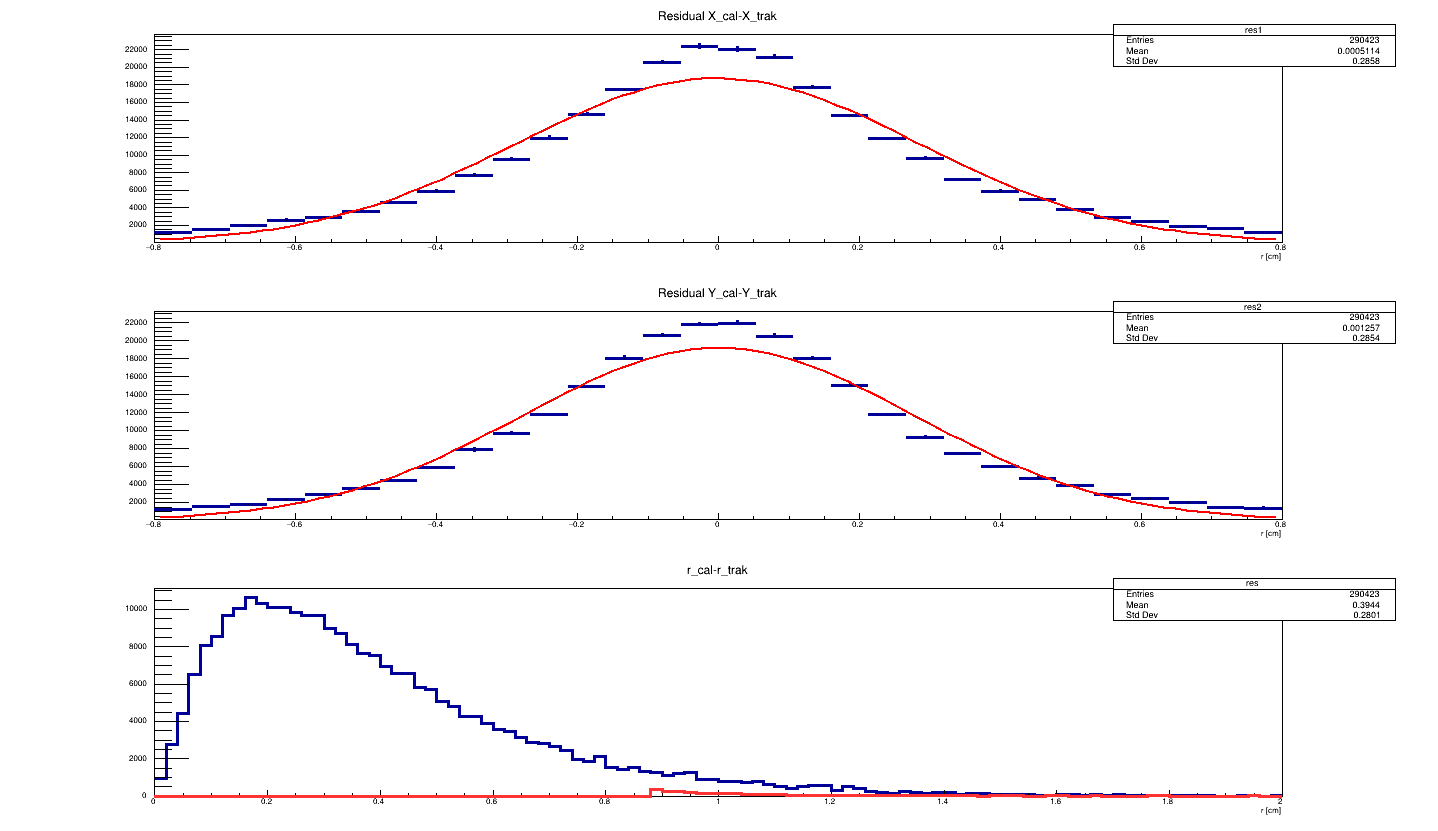 Residual X_cal-X_trak
res1
Entries 290423
Mean 0.0005114
Std Dev 0.2858
22000
20000
18000
16000
14000
12000
10000
8000
6000
4000
2000
-0.8 -0.6 -0.4 -0.2 0 0.2 0.4 0.6 0.8
r [cm]
Residual Y_cal-Y_trak
res2
Entries 290423
Mean 0.001257
Std Dev 0.2854
22000
20000
18000
16000
14000
12000
10000
8000
6000
4000
2000
-0.8 -0.6 -0.4 -0.2 0 0.2 0.4 0.6 0.8
r [cm]
r_cal-r_trak
res
Entries 290423
Mean 0.3944
Std Dev 0.2801
10000
8000
6000
4000
2000
0
0 0.2 0.4 0.6 0.8 1 1.2 1.4 1.6 1.8 2
r [cm]